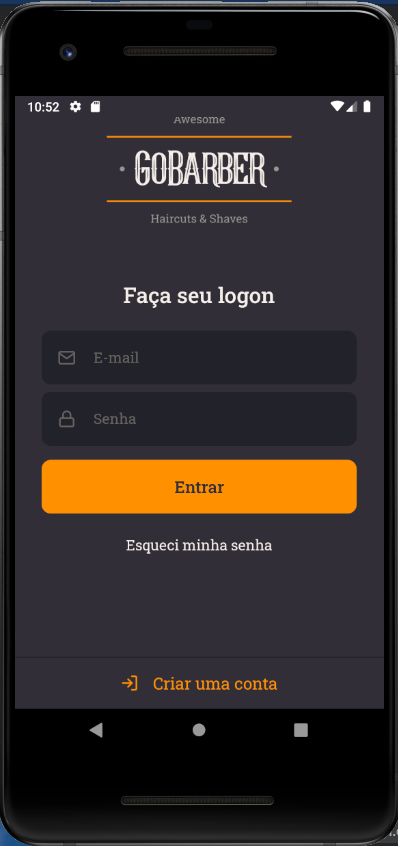 10:52
Awesome
GOBARBER
Haircuts & Shaves
Faça seu logon
E-mail
Senha
Entrar
Esqueci minha senha
Criar uma conta